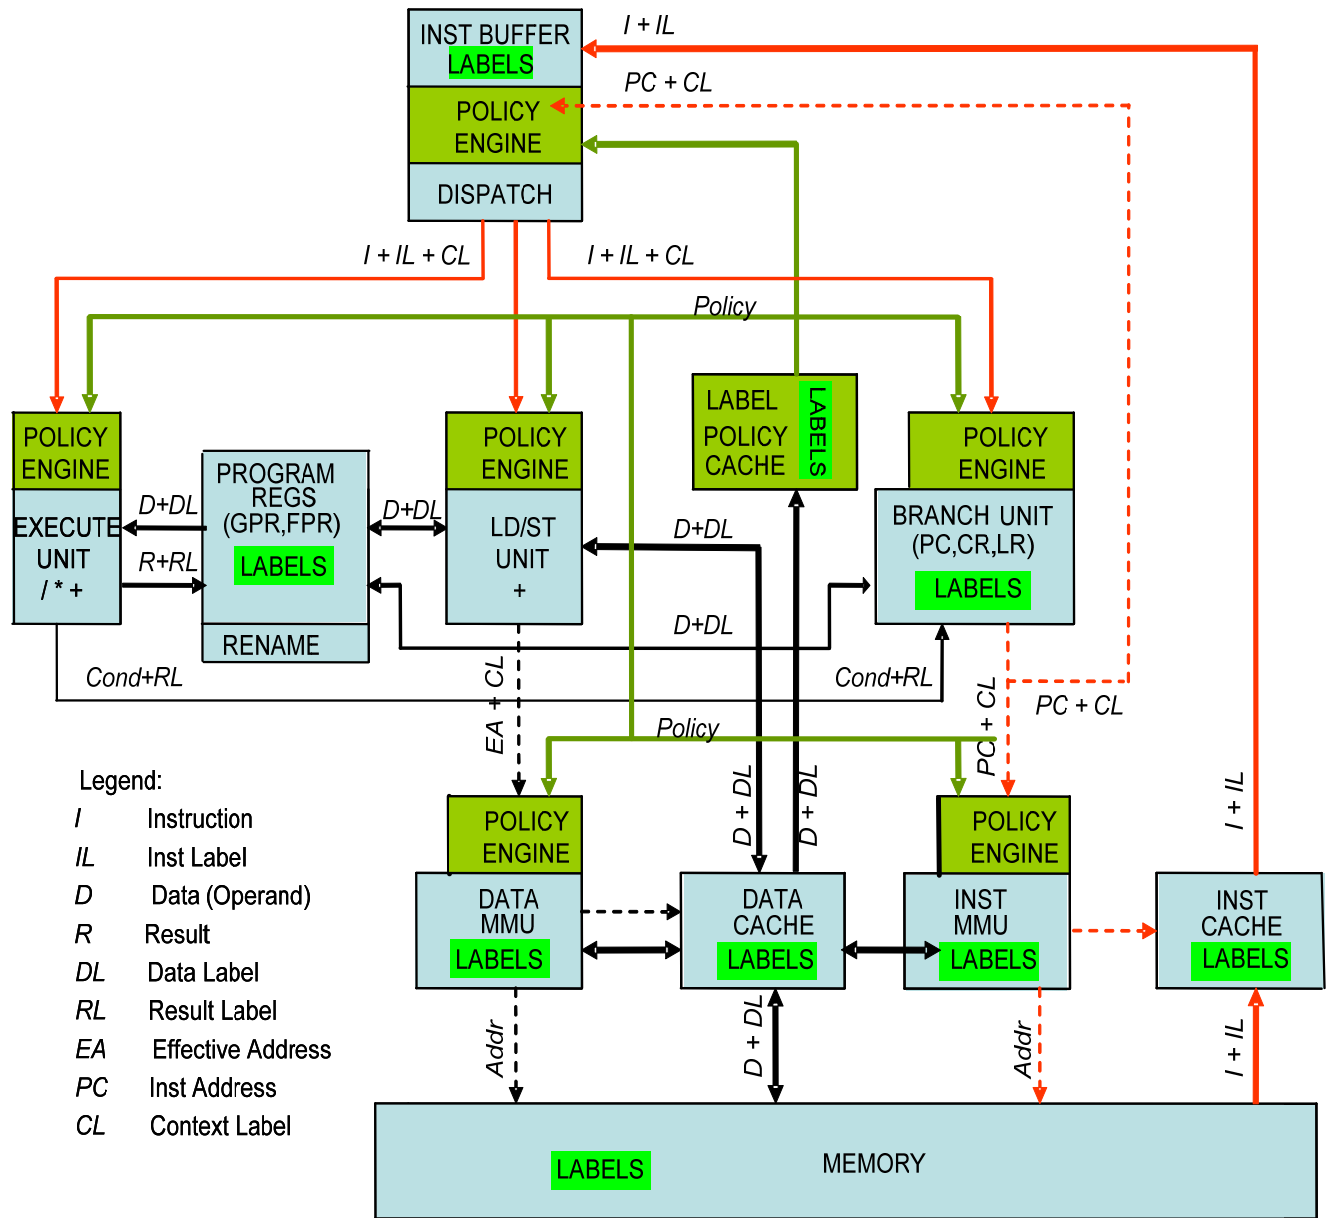 INST BUFFER
LABELS
POLICY
ENGINE
DISPATCH
I + IL
PC + CL
I + IL + CL
I + IL + CL
Policy
POLICY
ENGINE
EXECUTE
UNIT
/ * +
D+DL
R+RL
PROGRAM
REGS
(GPR,FPR)
LABELS
RENAME
D+DL
POLICY
ENGINE
LD/ST
UNIT
+
D+DL
D+DL
LABEL
POLICY
CACHE
LABELS
POLICY
ENGINE
BRANCH UNIT
(PC,CR,LR)
LABELS
Cond+RL
Cond+RL
EA + CL
PC + CL
PC + CL
Policy
D + DL
D + DL
I + IL
POLICY
ENGINE
DATA
MMU
LABELS
DATA
CACHE
LABELS
POLICY
ENGINE
INST
MMU
LABELS
INST
CACHE
LABELS
Addr
D + DL
Addr
I + IL
MEMORY
LABELS
Legend:
I Instruction
IL Inst Label
D Data (Operand)
R Result
DL Data Label
RL Result Label
EA Effective Address
PC Inst Address
CL Context Label